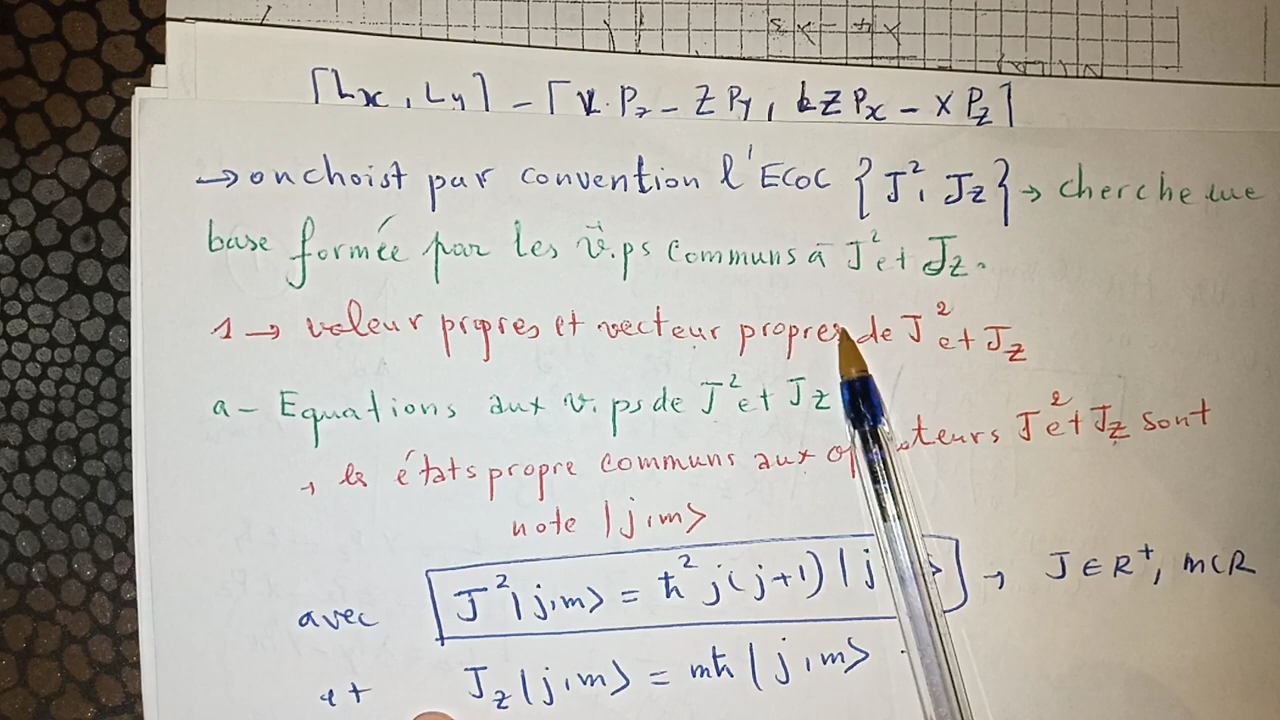 [Lx, Ly] = [Y.Pz - ZPy, ZPx - XPz]
→ on choist par convention l'ECOC {J², Jz} → cherche une
base formée par les v⃗.ps communs à J² et Jz.
1 → valeur propres et vecteur propres de J² et Jz
a - Equations aux v.ps de J² et Jz
→ les états propre communs aux teurs J² et Jz sont
note |j,m>
avec J²|j,m> = ħ² j(j+1) |j > → J ∈ R⁺, m ⊂ R
et Jz|j,m> = mħ |j,m>